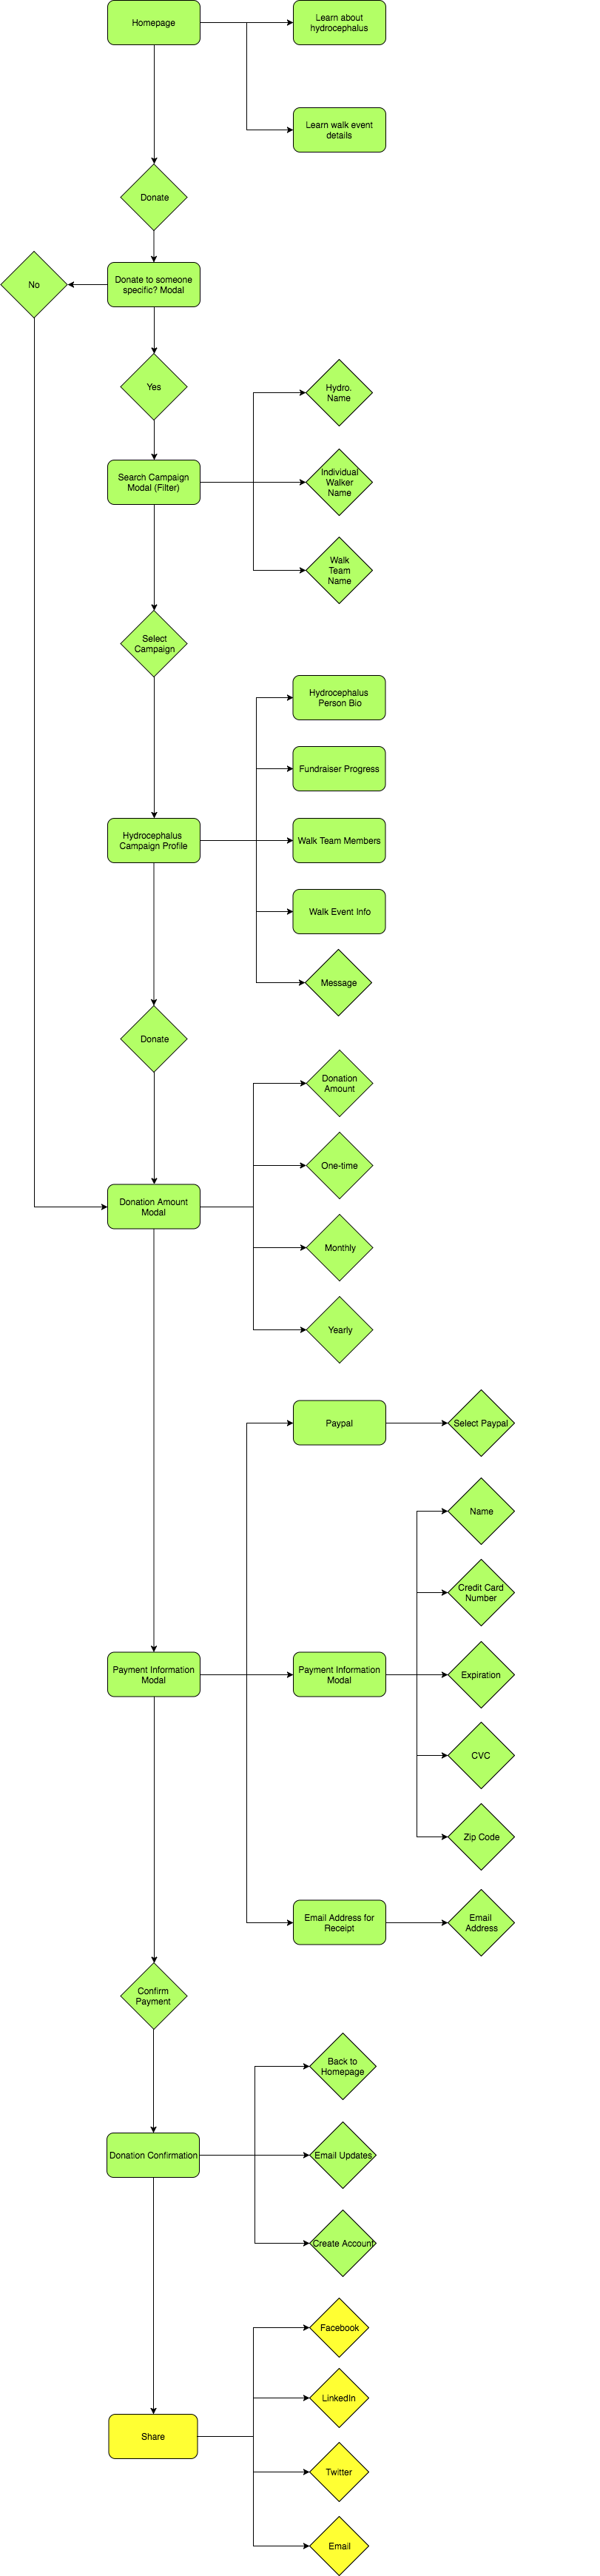 Homepage
Learn about
hydrocephalus
Learn walk event
details
Donate
No
Donate to someone
specific? Modal
Yes
Hydro.
Name
Search Campaign
Modal (Filter)
Individual
Walker
Name
Walk
Team
Name
Select
Campaign
Hydrocephalus
Person Bio
Fundraiser Progress
Hydrocephalus
Campaign Profile
Walk Team Members
Walk Event Info
Message
Donate
Donation
Amount
One-time
Donation Amount
Modal
Monthly
Yearly
Paypal
Select Paypal
Name
Credit Card
Number
Payment Information
Modal
Payment Information
Modal
Expiration
CVC
Zip Code
Email Address for
Receipt
Email
Address
Confirm
Payment
Back to
Homepage
Donation Confirmation
Email Updates
Create Account
Facebook
LinkedIn
Share
Twitter
Email